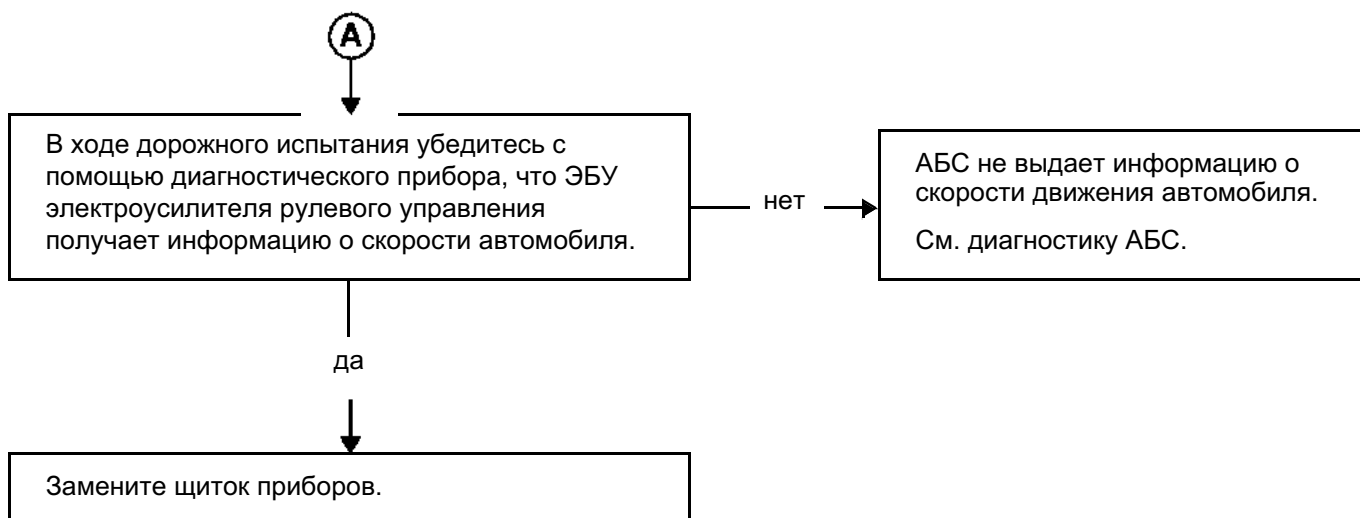 A
В ходе дорожного испытания убедитесь с
помощью диагностического прибора, что ЭБУ
электроусилителя рулевого управления
получает информацию о скорости автомобиля.
нет
АБС не выдает информацию о
скорости движения автомобиля.
См. диагностику АБС.
да
Замените щиток приборов.